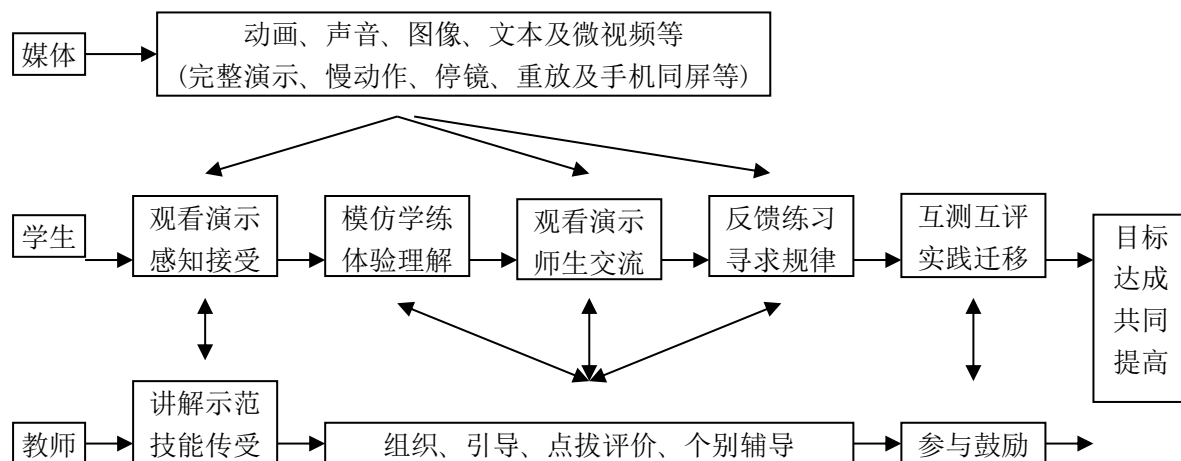 媒体
动画、声音、图像、文本及微视频等
(完整演示、慢动作、停镜、重放及手机同屏等)
学生
观看演示
感知接受
模仿学练
体验理解
观看演示
师生交流
反馈练习
寻求规律
互测互评
实践迁移
目标
达成
共同
提高
教师
讲解示范
技能传受
组织、引导、点拔评价、个别辅导
参与鼓励